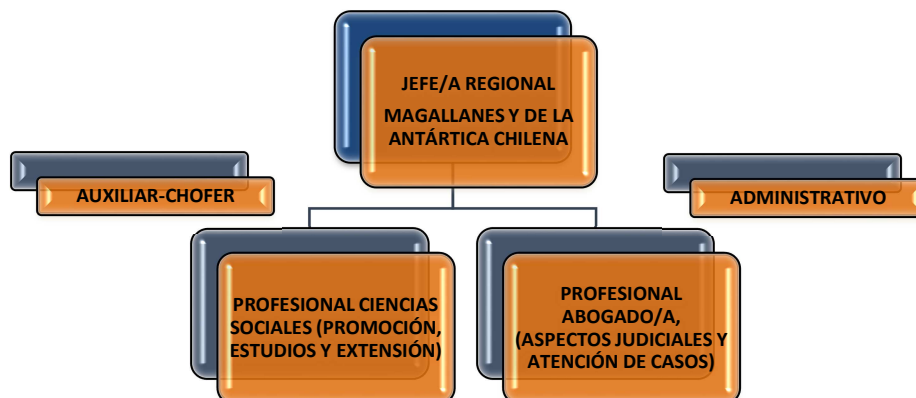 JEFE/A REGIONAL
MAGALLANES Y DE LA
ANTÁRTICA CHILENA
AUXILIAR-CHOFER
ADMINISTRATIVO
PROFESIONAL CIENCIAS
SOCIALES (PROMOCIÓN,
ESTUDIOS Y EXTENSIÓN)
PROFESIONAL
ABOGADO/A,
(ASPECTOS JUDICIALES Y
ATENCIÓN DE CASOS)